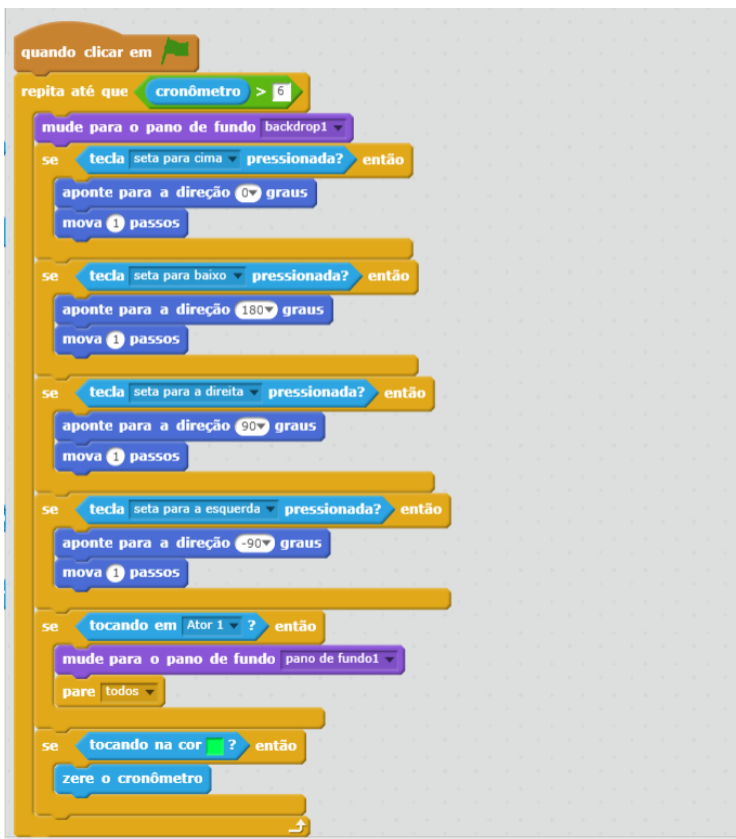 quando clicar em
repita até que cronômetro > 6
mude para o pano de fundo backdrop1
se tecla seta para cima pressionada? então
aponte para a direção 0 graus
mova 1 passos
se tecla seta para baixo pressionada? então
aponte para a direção 180 graus
mova 1 passos
se tecla seta para a direita pressionada? então
aponte para a direção 90 graus
mova 1 passos
se tecla seta para a esquerda pressionada? então
aponte para a direção -90 graus
mova 1 passos
se tocando em Ator 1 ? então
mude para o pano de fundo pano de fundo1
pare todos
se tocando na cor ? então
zere o cronômetro